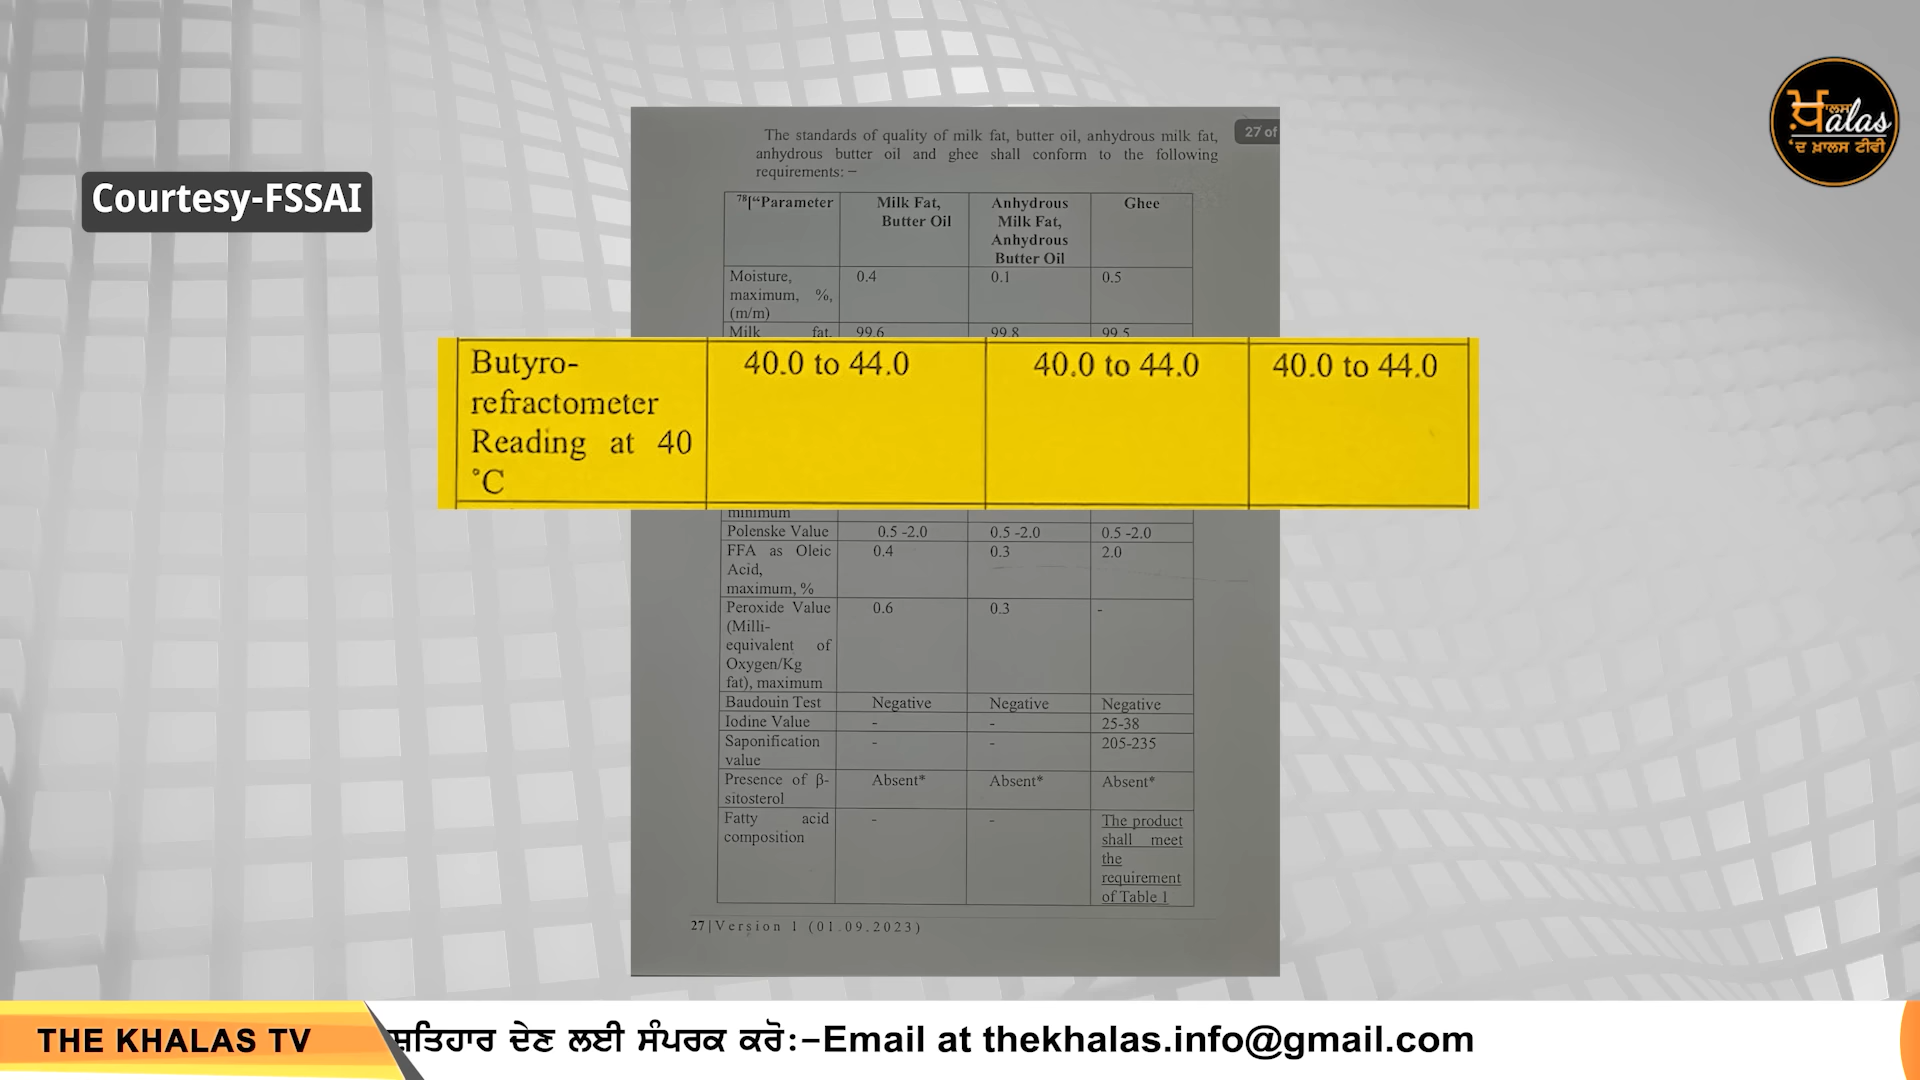 ਖ਼ਾਲਸ
alas
'ਦ ਖ਼ਾਲਸ ਟੀਵੀ
Courtesy-FSSAI
27 of
The standards of quality of milk fat, butter oil, anhydrous milk fat,
anhydrous butter oil and ghee shall conform to the following
requirements: –
78[“Parameter Milk Fat, Butter Oil Anhydrous Milk Fat, Anhydrous Butter Oil Ghee
Moisture, 0.4 0.1 0.5
maximum, %,
(m/m)
Milk fat, 99.6 99.8 99.5
Butyro- 40.0 to 44.0 40.0 to 44.0 40.0 to 44.0
refractometer
Reading at 40
°C
minimum
Polenske Value 0.5 -2.0 0.5 -2.0 0.5 -2.0
FFA as Oleic 0.4 0.3 2.0
Acid,
maximum, %
Peroxide Value 0.6 0.3 -
(Milli-
equivalent of
Oxygen/Kg
fat), maximum
Baudouin Test Negative Negative Negative
Iodine Value - - 25-38
Saponification - - 205-235
value
Presence of β- Absent* Absent* Absent*
sitosterol
Fatty acid - - The product
composition shall meet
the
requirement
of Table 1
27|Version 1 (01.09.2023)
THE KHALAS TV
ਸ਼ਤਿਹਾਰ ਦੇਣ ਲਈ ਸੰਪਰਕ ਕਰੋ:–Email at thekhalas.info@gmail.com